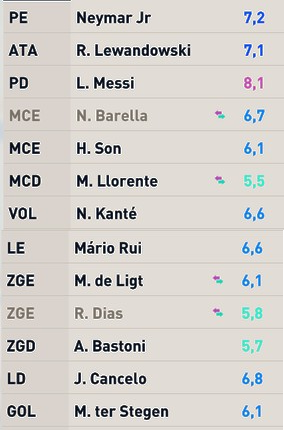 PE Neymar Jr 7,2
ATA R. Lewandowski 7,1
PD L. Messi 8,1
MCE N. Barella 6,7
MCE H. Son 6,1
MCD M. Llorente 5,5
VOL N. Kanté 6,6
LE Mário Rui 6,6
ZGE M. de Ligt 6,1
ZGE R. Dias 5,8
ZGD A. Bastoni 5,7
LD J. Cancelo 6,8
GOL M. ter Stegen 6,1